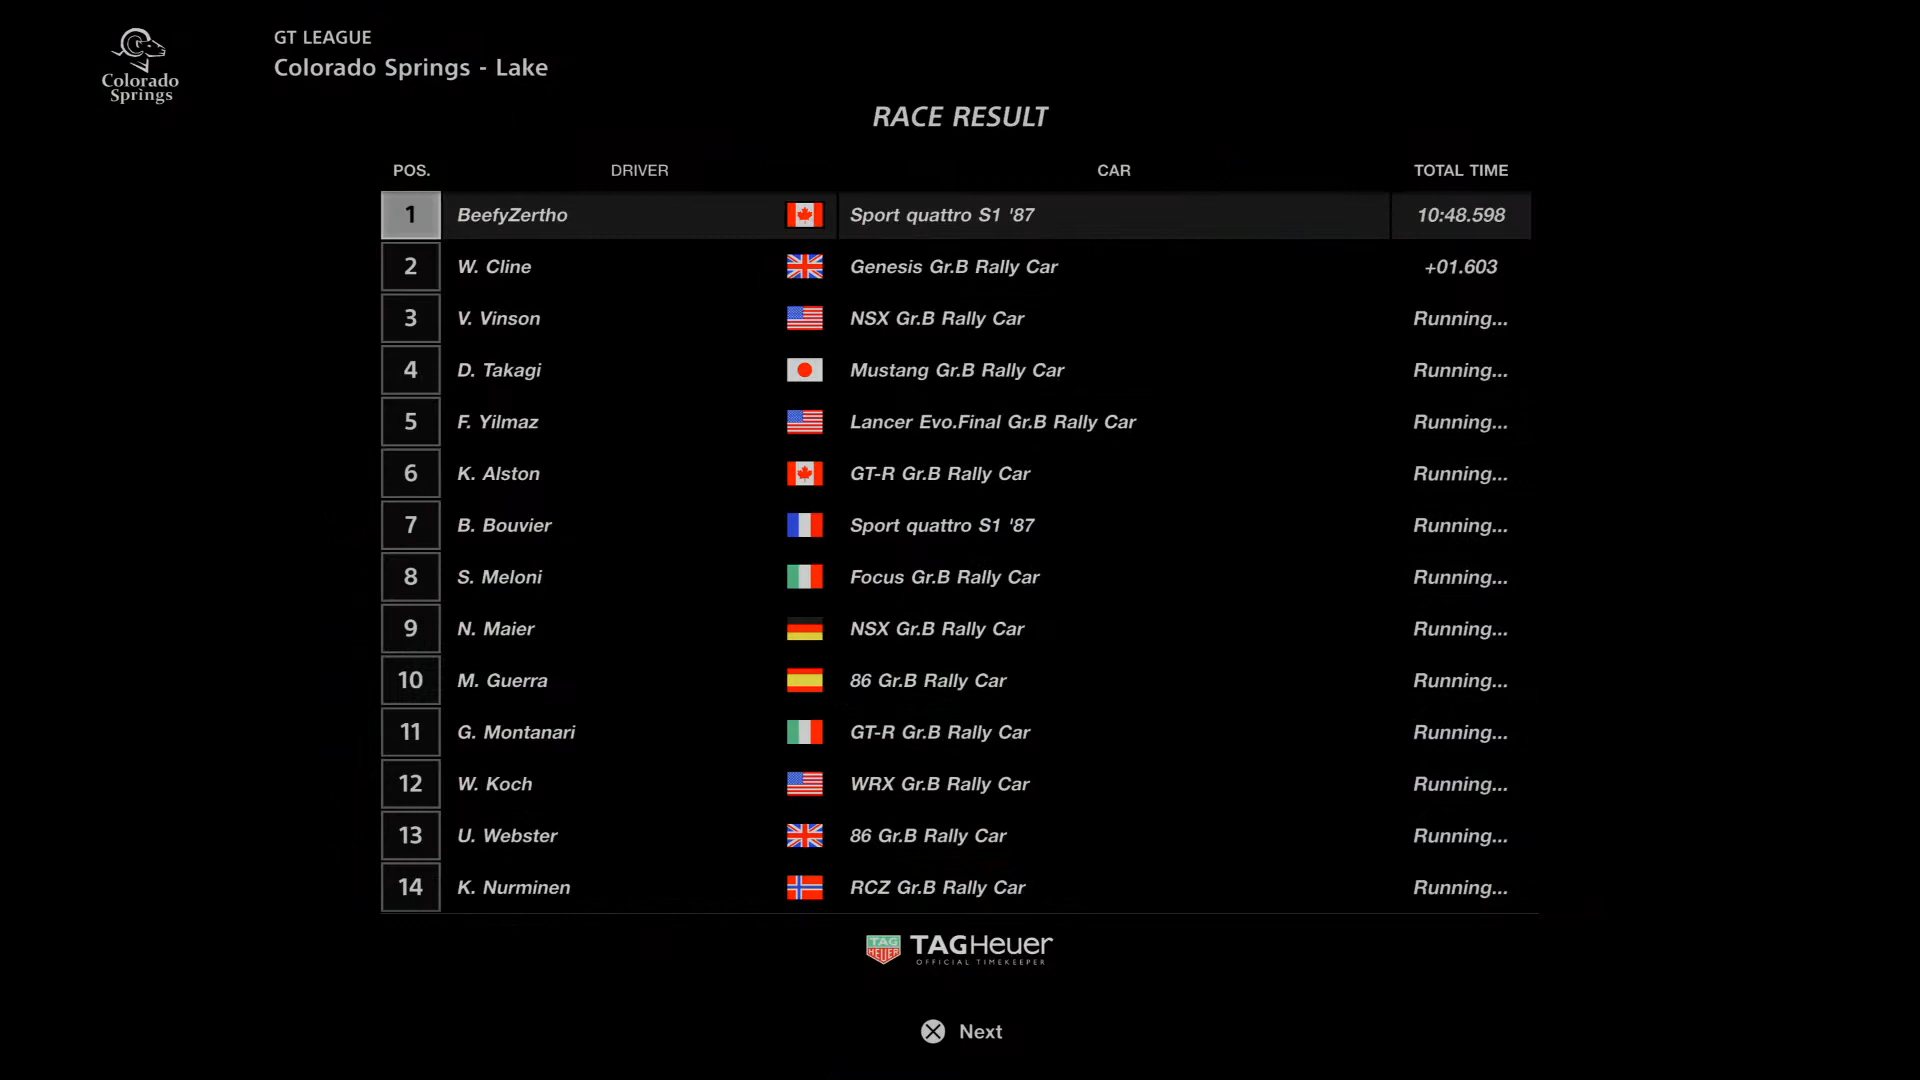 Colorado
Springs
GT LEAGUE
Colorado Springs - Lake
RACE RESULT
POS. DRIVER CAR TOTAL TIME
1 BeefyZertho Sport quattro S1 '87 10:48.598
2 W. Cline Genesis Gr.B Rally Car +01.603
3 V. Vinson NSX Gr.B Rally Car Running...
4 D. Takagi Mustang Gr.B Rally Car Running...
5 F. Yilmaz Lancer Evo.Final Gr.B Rally Car Running...
6 K. Alston GT-R Gr.B Rally Car Running...
7 B. Bouvier Sport quattro S1 '87 Running...
8 S. Meloni Focus Gr.B Rally Car Running...
9 N. Maier NSX Gr.B Rally Car Running...
10 M. Guerra 86 Gr.B Rally Car Running...
11 G. Montanari GT-R Gr.B Rally Car Running...
12 W. Koch WRX Gr.B Rally Car Running...
13 U. Webster 86 Gr.B Rally Car Running...
14 K. Nurminen RCZ Gr.B Rally Car Running...
TAG
HEUER
TAGHeuer
OFFICIAL TIMEKEEPER
Next